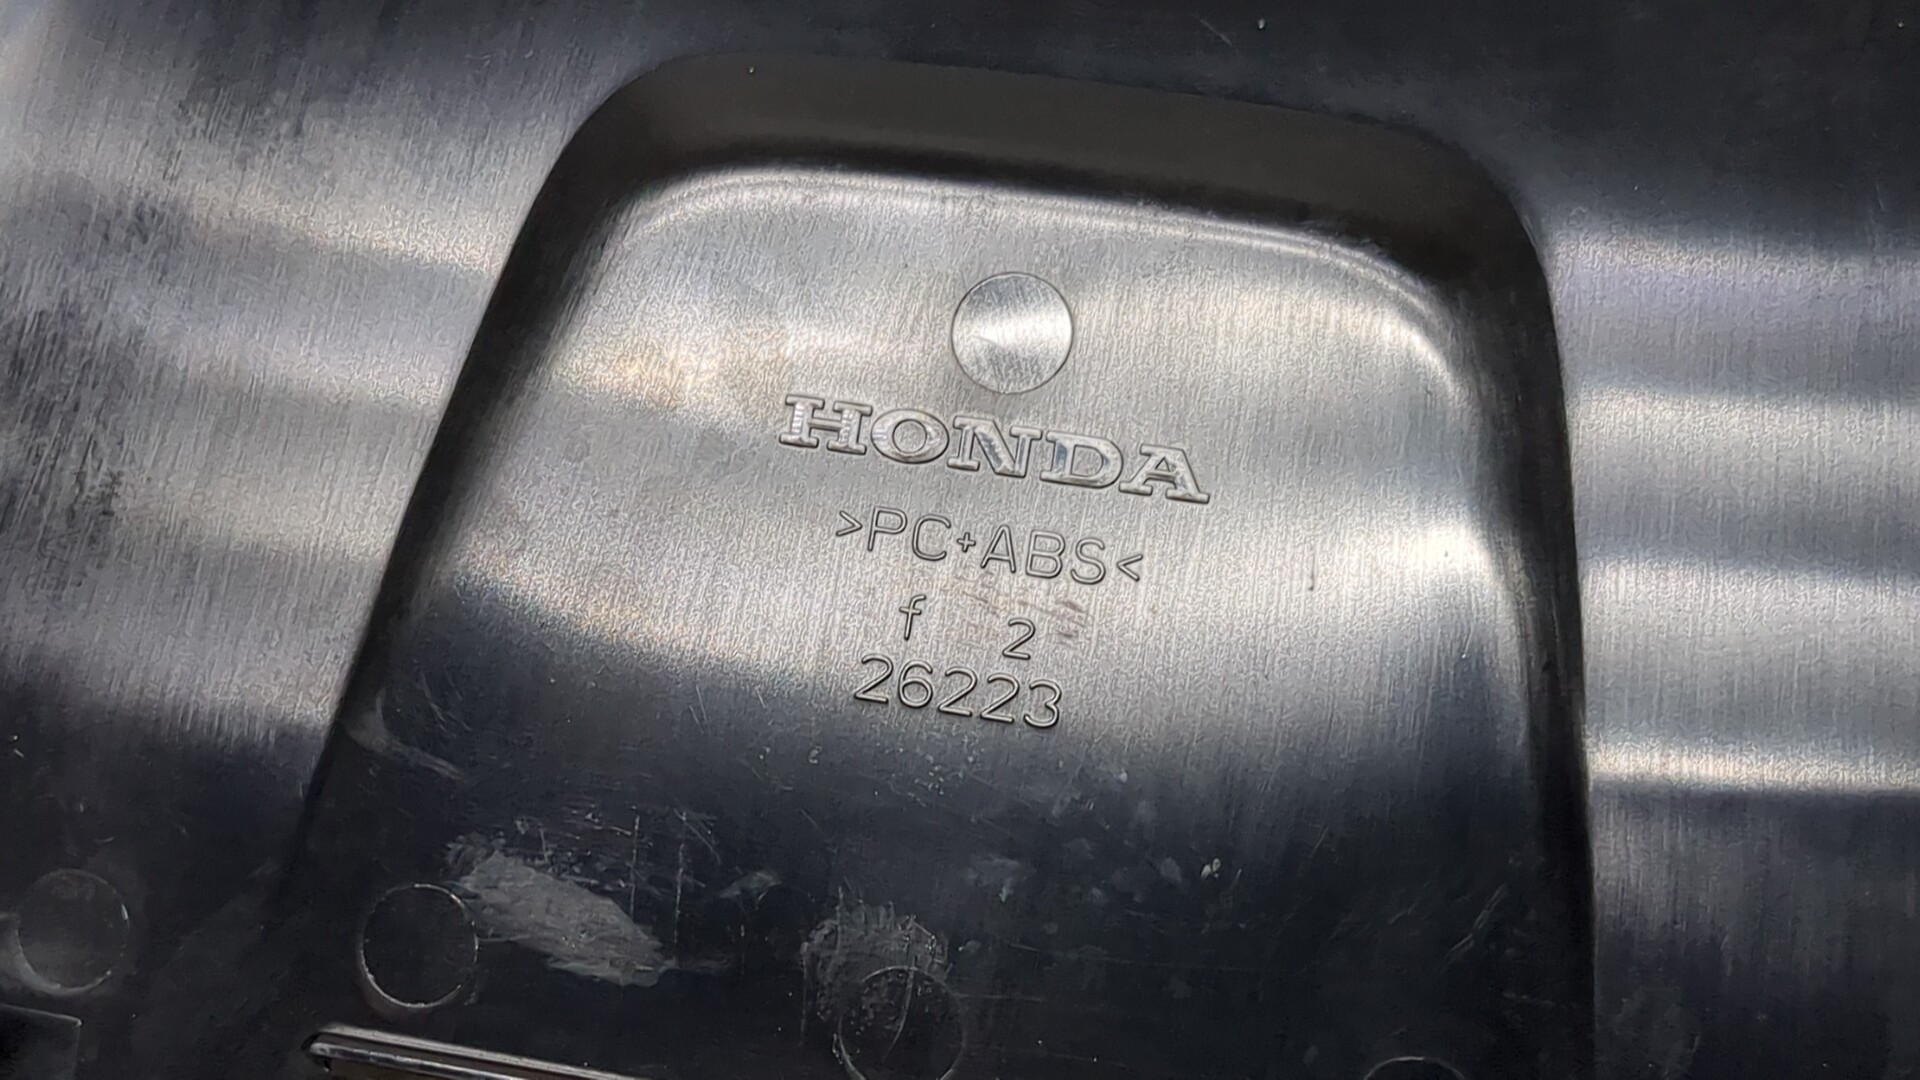 HONDA
>PC+ABS<
f 2
26223